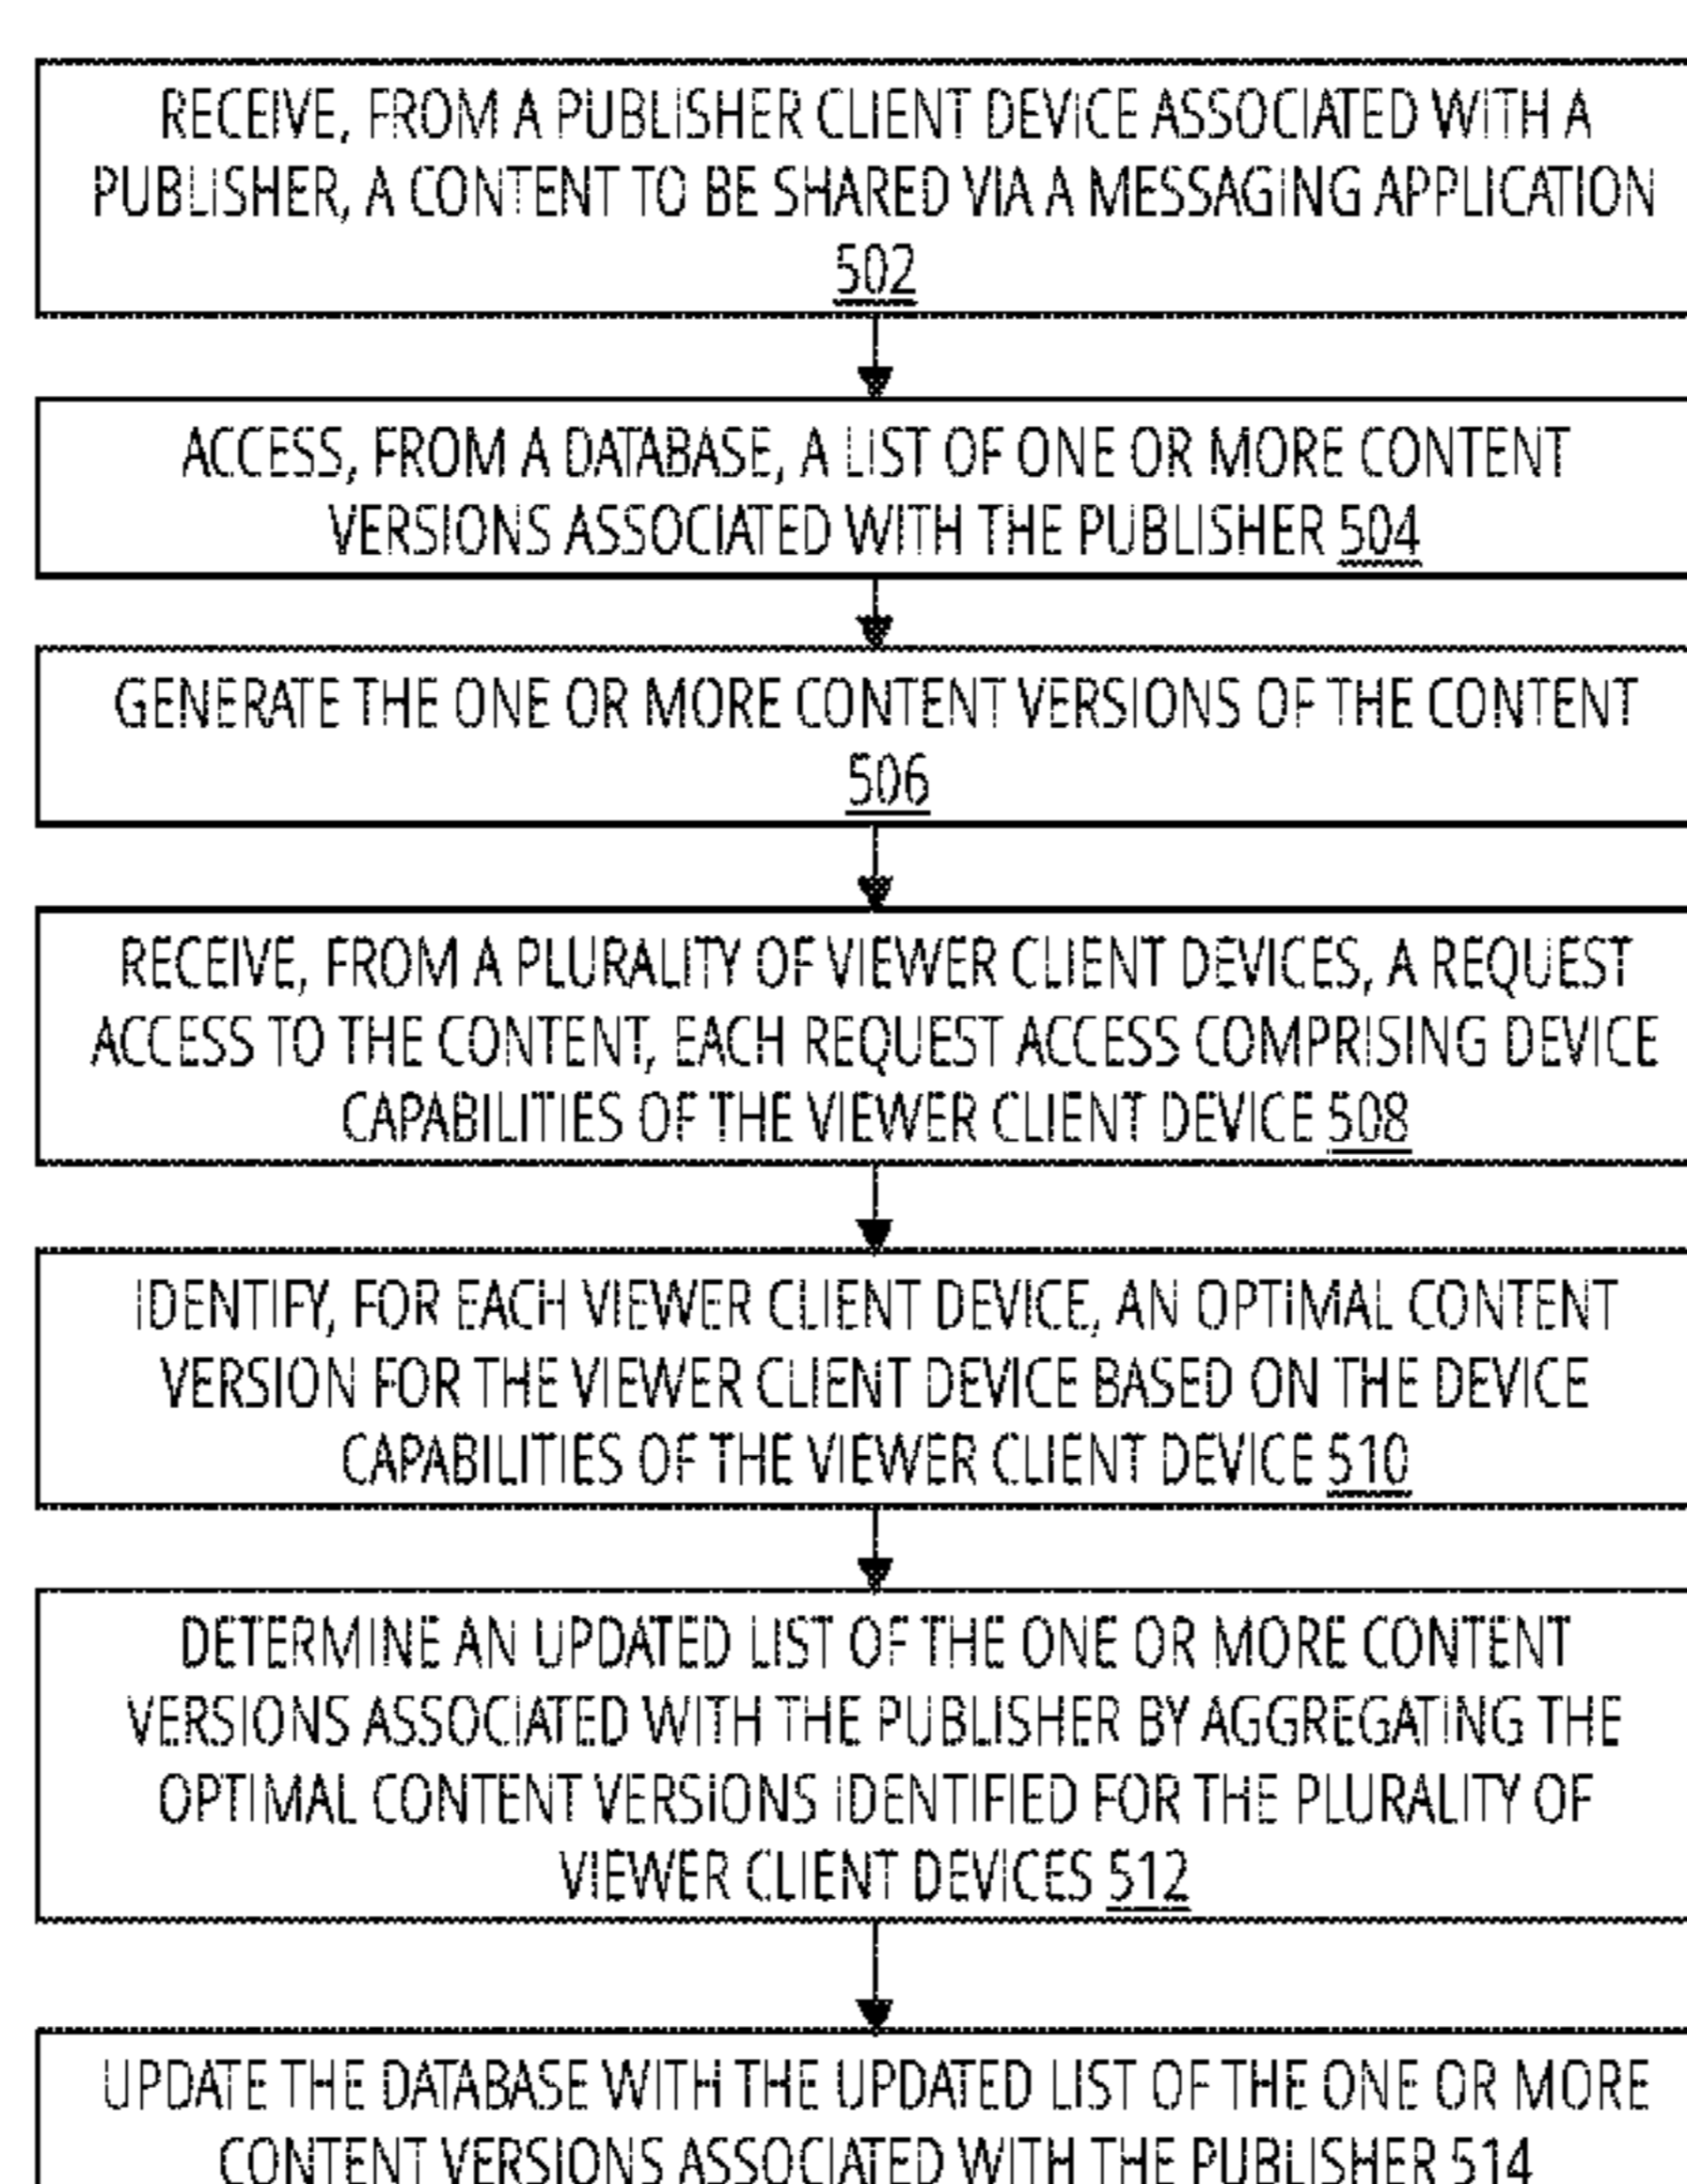 RECEIVE, FROM A PUBLISHER CLIENT DEVICE ASSOCIATED WITH A
PUBLISHER, A CONTENT TO BE SHARED VIA A MESSAGING APPLICATION
502
ACCESS, FROM A DATABASE, A LIST OF ONE OR MORE CONTENT
VERSIONS ASSOCIATED WITH THE PUBLISHER 504
GENERATE THE ONE OR MORE CONTENT VERSIONS OF THE CONTENT
506
RECEIVE, FROM A PLURALITY OF VIEWER CLIENT DEVICES, A REQUEST
ACCESS TO THE CONTENT, EACH REQUEST ACCESS COMPRISING DEVICE
CAPABILITIES OF THE VIEWER CLIENT DEVICE 508
IDENTIFY, FOR EACH VIEWER CLIENT DEVICE, AN OPTIMAL CONTENT
VERSION FOR THE VIEWER CLIENT DEVICE BASED ON THE DEVICE
CAPABILITIES OF THE VIEWER CLIENT DEVICE 510
DETERMINE AN UPDATED LIST OF THE ONE OR MORE CONTENT
VERSIONS ASSOCIATED WITH THE PUBLISHER BY AGGREGATING THE
OPTIMAL CONTENT VERSIONS IDENTIFIED FOR THE PLURALITY OF
VIEWER CLIENT DEVICES 512
UPDATE THE DATABASE WITH THE UPDATED LIST OF THE ONE OR MORE
CONTENT VERSIONS ASSOCIATED WITH THE PUBLISHER 514